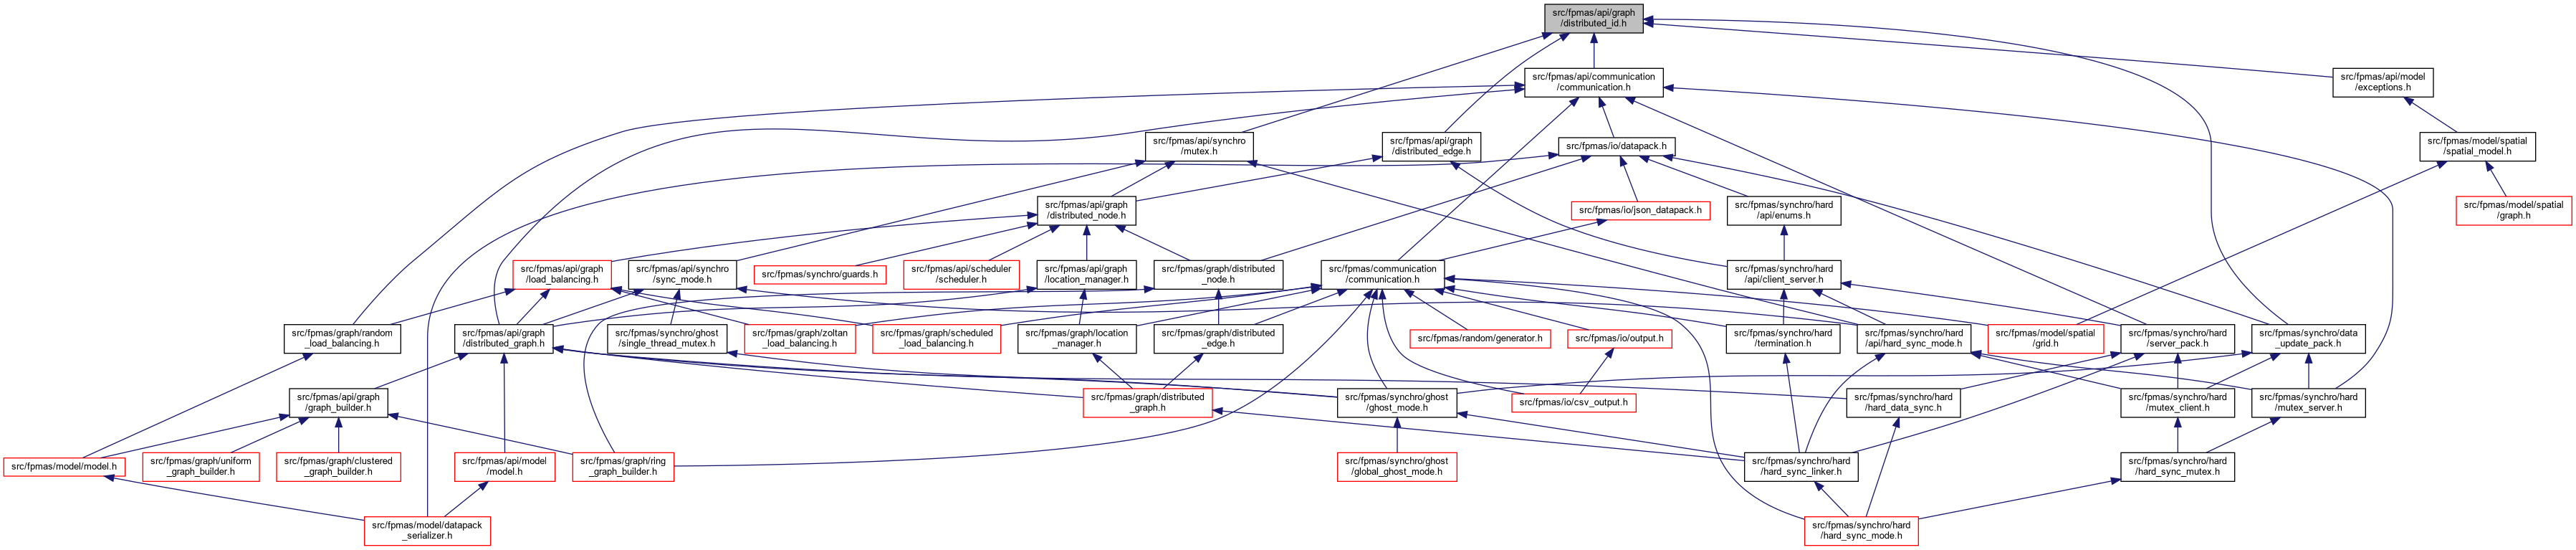 src/fpmas/api/graph
/distributed_id.h
src/fpmas/api/communication
/communication.h
src/fpmas/api/model
/exceptions.h
src/fpmas/api/synchro
/mutex.h
src/fpmas/api/graph
/distributed_edge.h
src/fpmas/io/datapack.h
src/fpmas/model/spatial
/spatial_model.h
src/fpmas/api/graph
/distributed_node.h
src/fpmas/io/json_datapack.h
src/fpmas/synchro/hard
/api/enums.h
src/fpmas/model/spatial
/graph.h
src/fpmas/api/graph
/load_balancing.h
src/fpmas/api/synchro
/sync_mode.h
src/fpmas/synchro/guards.h
src/fpmas/api/scheduler
/scheduler.h
src/fpmas/api/graph
/location_manager.h
src/fpmas/graph/distributed
_node.h
src/fpmas/communication
/communication.h
src/fpmas/synchro/hard
/api/client_server.h
src/fpmas/graph/random
_load_balancing.h
src/fpmas/api/graph
/distributed_graph.h
src/fpmas/synchro/ghost
/single_thread_mutex.h
src/fpmas/graph/zoltan
_load_balancing.h
src/fpmas/graph/scheduled
_load_balancing.h
src/fpmas/graph/location
_manager.h
src/fpmas/graph/distributed
_edge.h
src/fpmas/random/generator.h
src/fpmas/io/output.h
src/fpmas/synchro/hard
/termination.h
src/fpmas/synchro/hard
/api/hard_sync_mode.h
src/fpmas/model/spatial
/grid.h
src/fpmas/synchro/hard
/server_pack.h
src/fpmas/synchro/data
_update_pack.h
src/fpmas/api/graph
/graph_builder.h
src/fpmas/graph/distributed
_graph.h
src/fpmas/synchro/ghost
/ghost_mode.h
src/fpmas/io/csv_output.h
src/fpmas/synchro/hard
/hard_data_sync.h
src/fpmas/synchro/hard
/mutex_client.h
src/fpmas/synchro/hard
/mutex_server.h
src/fpmas/model/model.h
src/fpmas/graph/uniform
_graph_builder.h
src/fpmas/graph/clustered
_graph_builder.h
src/fpmas/api/model
/model.h
src/fpmas/graph/ring
_graph_builder.h
src/fpmas/synchro/ghost
/global_ghost_mode.h
src/fpmas/synchro/hard
/hard_sync_linker.h
src/fpmas/synchro/hard
/hard_sync_mutex.h
src/fpmas/model/datapack
_serializer.h
src/fpmas/synchro/hard
/hard_sync_mode.h